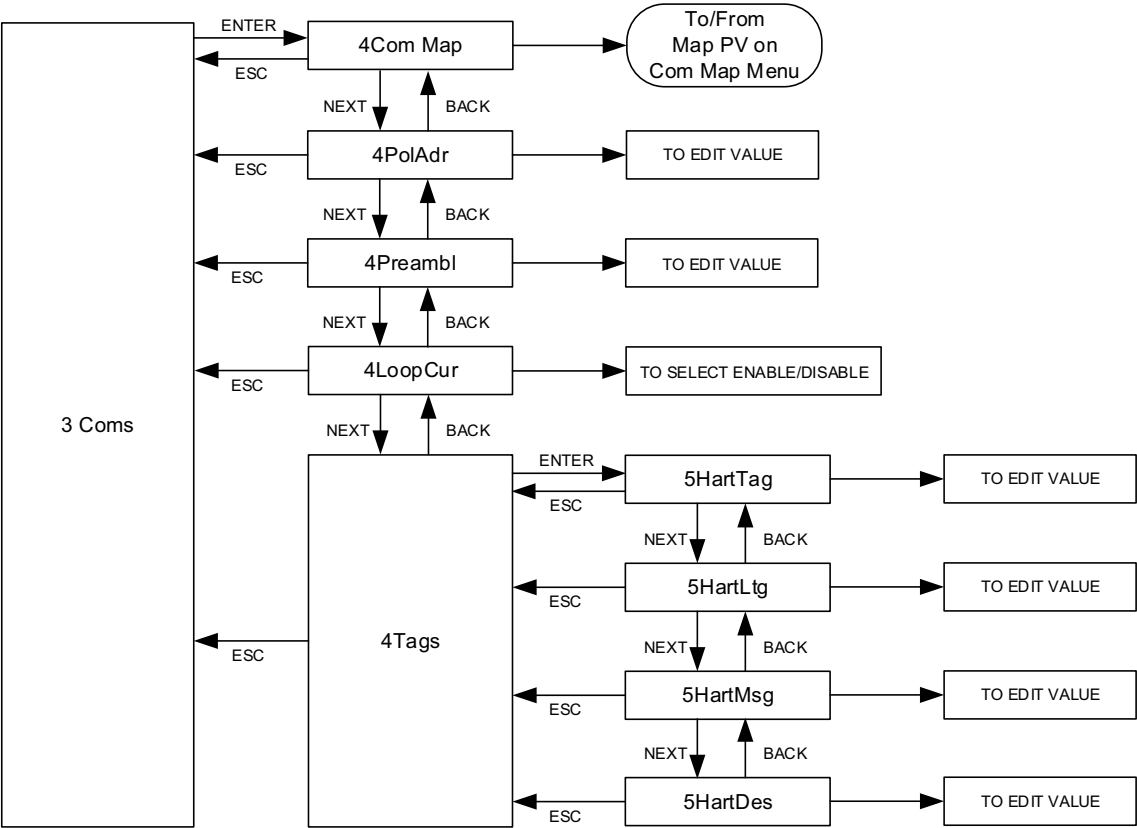 To/From
Map PV on
Com Map Menu
ENTER
4Com Map
ESC
NEXT
BACK
4PolAdr
TO EDIT VALUE
ESC
NEXT
BACK
4Preambl
TO EDIT VALUE
ESC
NEXT
BACK
4LoopCur
TO SELECT ENABLE/DISABLE
ESC
3 Coms
NEXT
BACK
ENTER
5HartTag
TO EDIT VALUE
ESC
NEXT
BACK
5HartLtg
TO EDIT VALUE
ESC
4Tags
ESC
NEXT
BACK
5HartMsg
TO EDIT VALUE
ESC
NEXT
BACK
5HartDes
TO EDIT VALUE
ESC